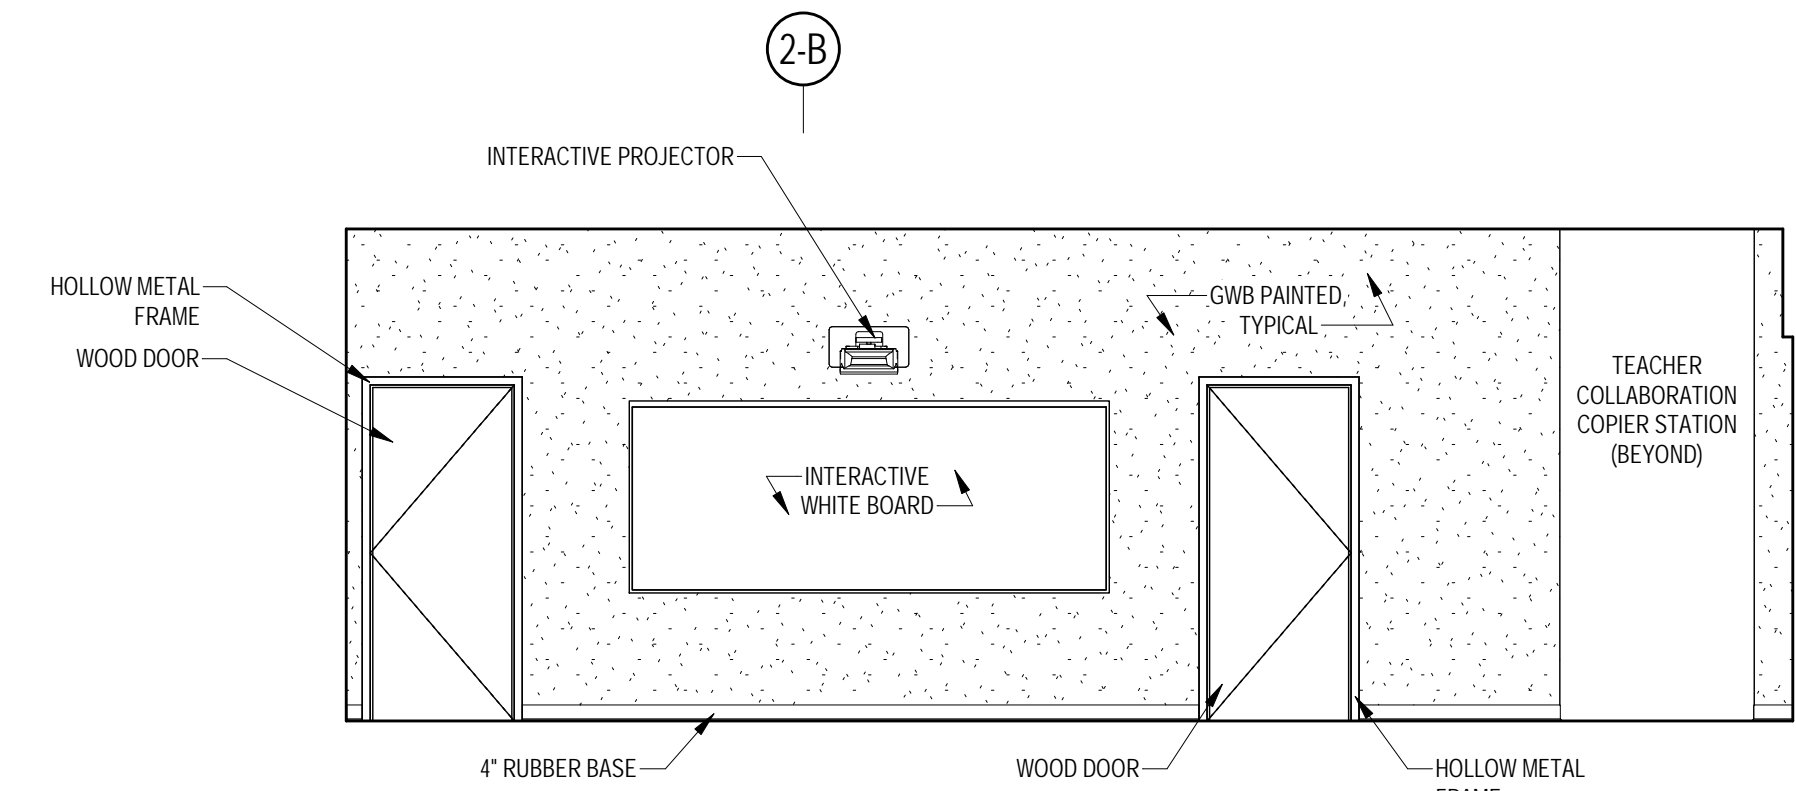 2-B
INTERACTIVE PROJECTOR
HOLLOW METAL
FRAME
WOOD DOOR
GWB PAINTED,
TYPICAL
TEACHER
COLLABORATION
COPIER STATION
(BEYOND)
INTERACTIVE
WHITE BOARD
4" RUBBER BASE
WOOD DOOR
HOLLOW METAL